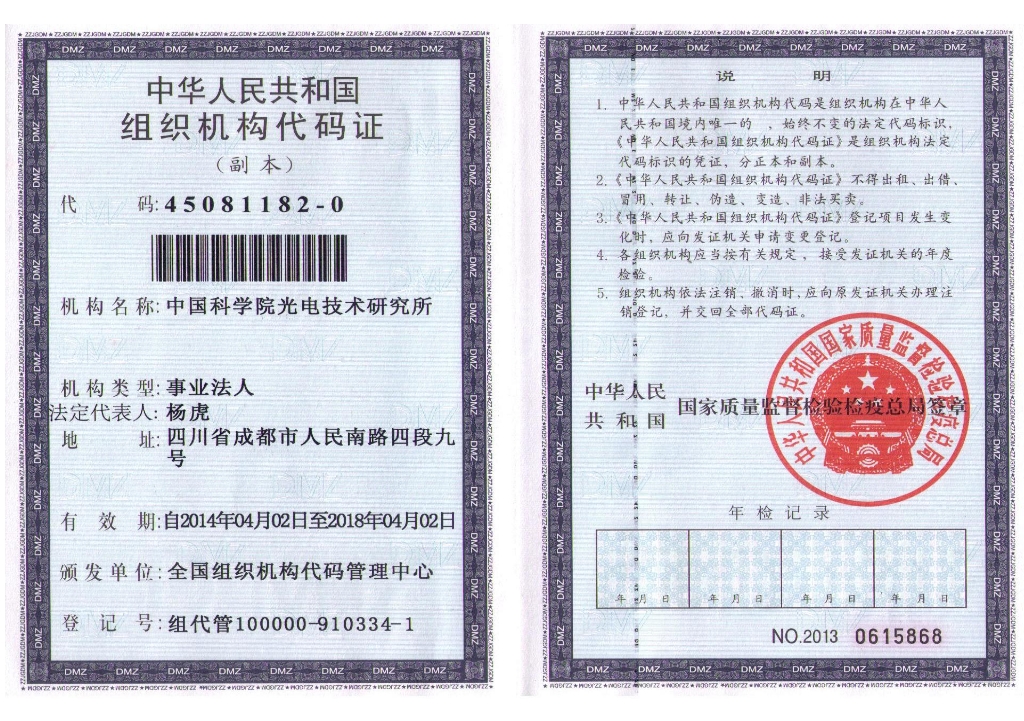 中华人民共和国
组织机构代码证
（副本）
代 码: 45081182-0
机构名称: 中国科学院光电技术研究所
机构类型: 事业法人
法定代表人: 杨虎
地 址: 四川省成都市人民南路四段九
号
有 效 期: 自2014年04月02日至2018年04月02日
颁发单位: 全国组织机构代码管理中心
登 记 号: 组代管100000-910334-1
说 明
1. 中华人民共和国组织机构代码是组织机构在中华人
民共和国境内唯一的 、始终不变的法定代码标识，
《中华人民共和国组织机构代码证》是组织机构法定
代码标识的凭证，分正本和副本。
2.《中华人民共和国组织机构代码证》不得出租、出借、
冒用、转让、伪造、变造、非法买卖。
3.《中华人民共和国组织机构代码证》登记项目发生变
化时，应向发证机关申请变更登记。
4. 各组织机构应当按有关规定，接受发证机关的年度
检验。
5. 组织机构依法注销、撤消时，应向原发证机关办理注
销登记，并交回全部代码证。
中华人民
共和国 国家质量监督检验检疫总局签章
中华人民共和国国家质量监督检验检疫总局
年检记录
年 月 日 年 月 日 年 月 日 年 月 日
NO.2013 0615868